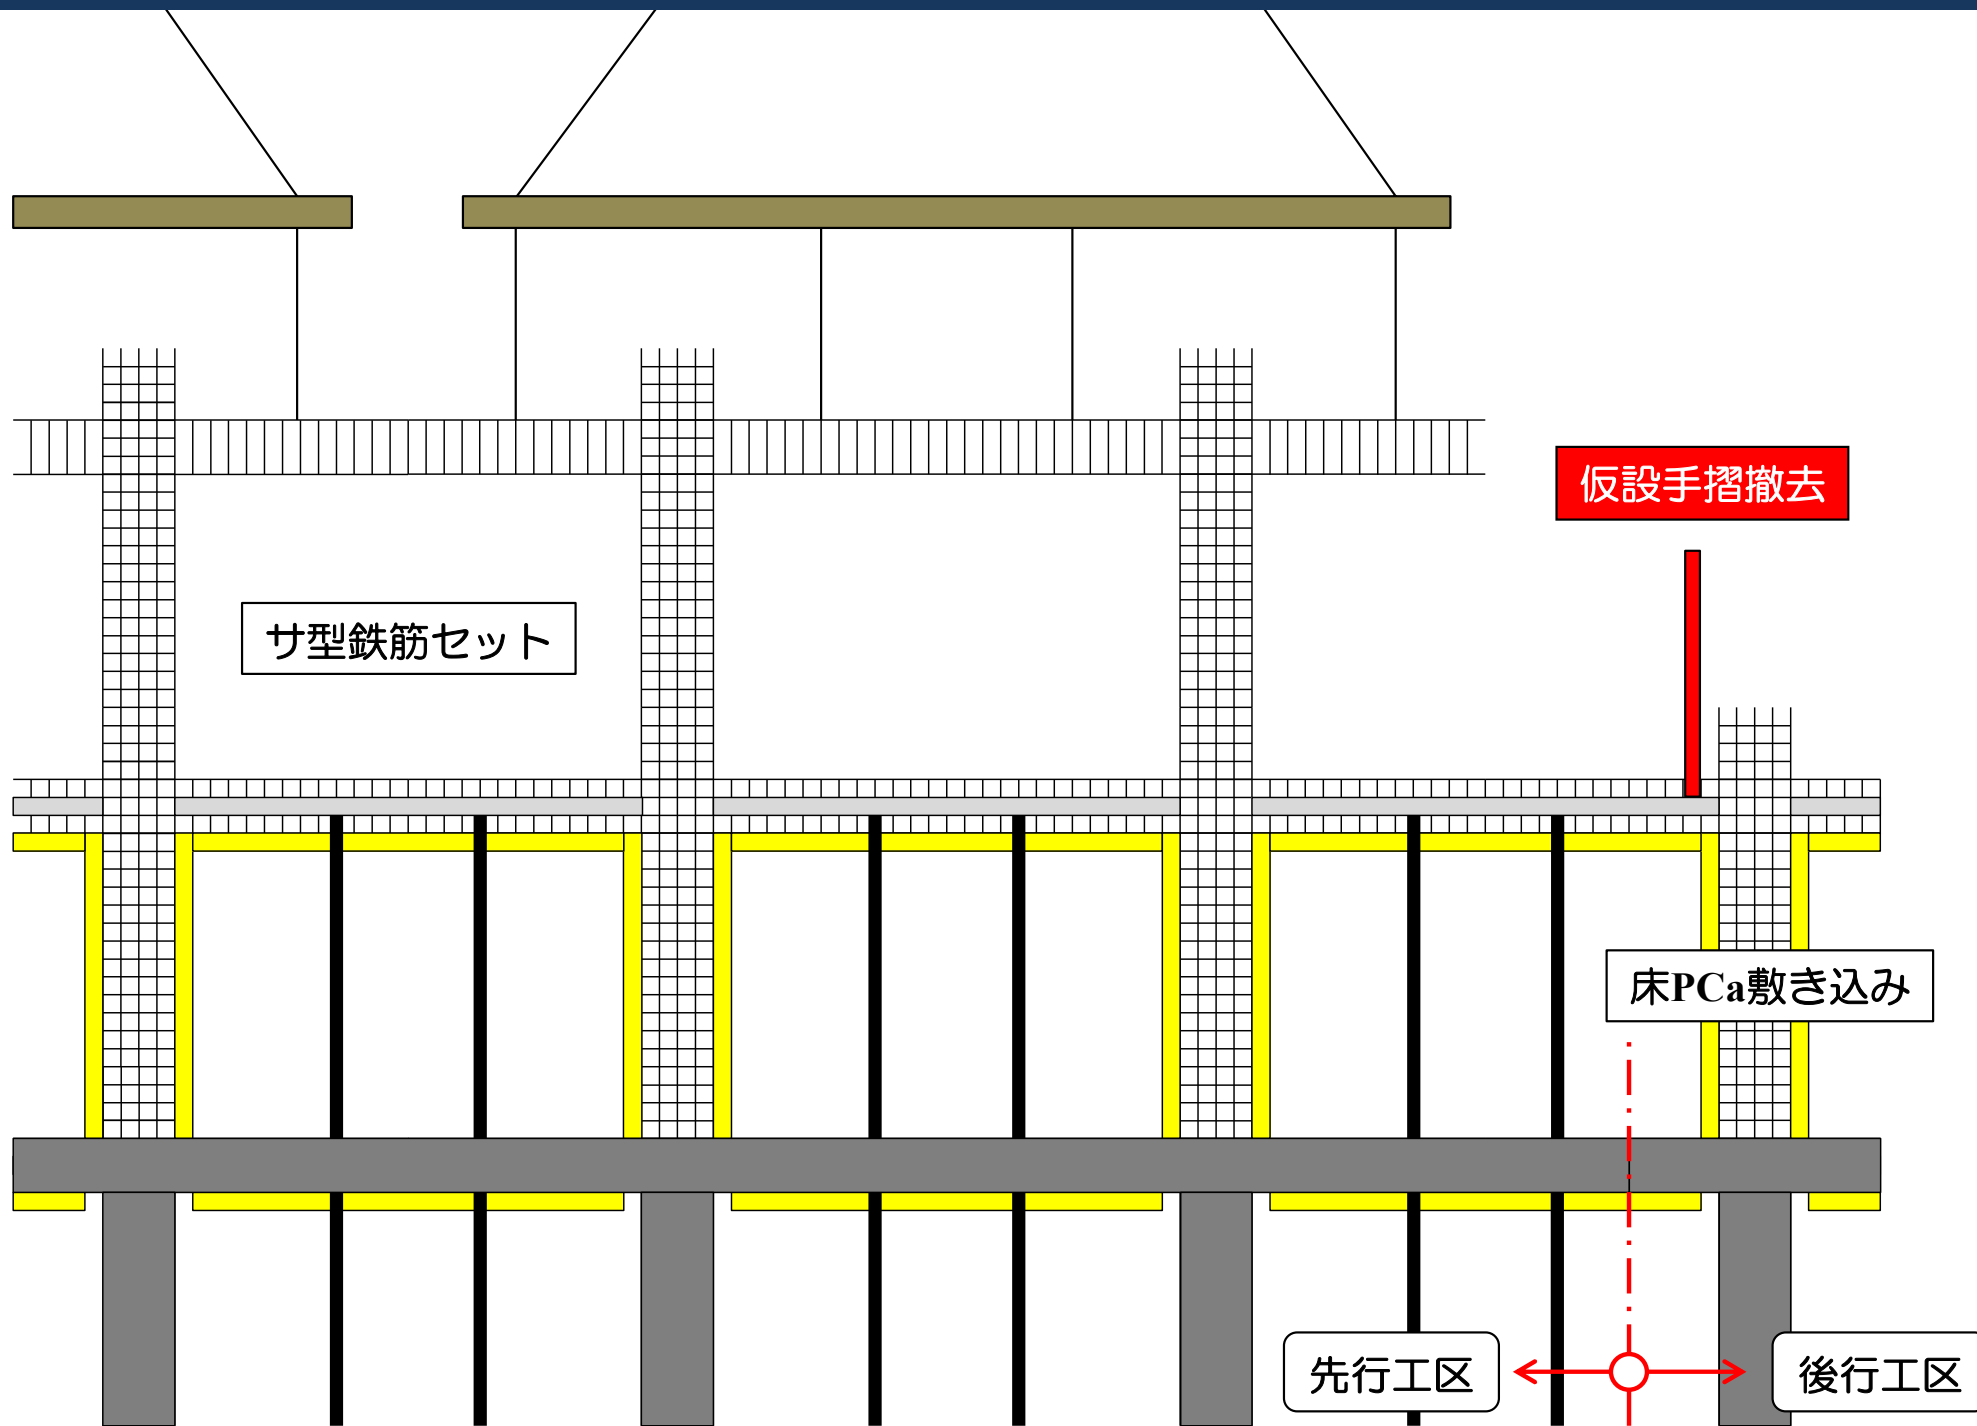 仮設手摺撤去
サ型鉄筋セット
床PCa敷き込み
先行工区
後行工区